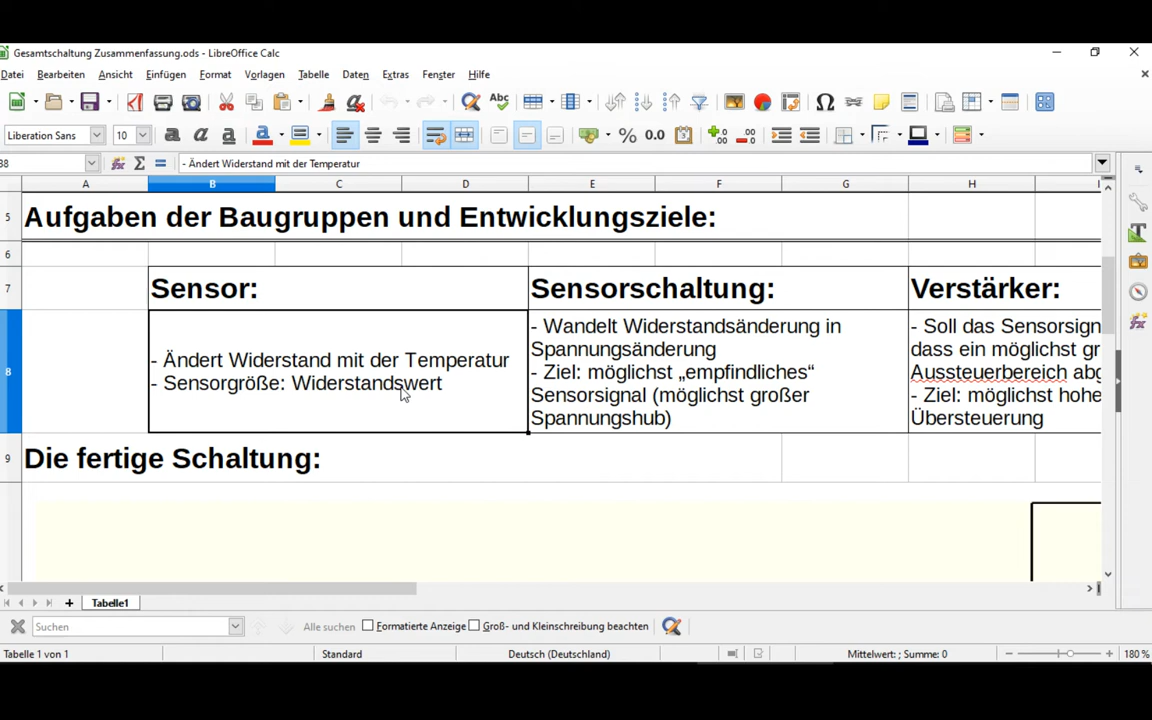 Gesamtschaltung Zusammenfassung.ods - LibreOffice Calc
Datei Bearbeiten Ansicht Einfügen Format Vorlagen Tabelle Daten Extras Fenster Hilfe
Liberation Sans 10
- Ändert Widerstand mit der Temperatur
A B C D E F G H
5 Aufgaben der Baugruppen und Entwicklungsziele:
6
7 Sensor: Sensorschaltung: Verstärker:
8
- Ändert Widerstand mit der Temperatur
- Sensorgröße: Widerstandswert
- Wandelt Widerstandsänderung in
Spannungsänderung
- Ziel: möglichst „empfindliches“
Sensorsignal (möglichst großer
Spannungshub)
- Soll das Sensorsign
dass ein möglichst gr
Aussteuerbereich abg
- Ziel: möglichst hohe
Übersteuerung
9 Die fertige Schaltung:
Tabelle1
Suchen Alle suchen Formatierte Anzeige Groß- und Kleinschreibung beachten
Tabelle 1 von 1 Standard Deutsch (Deutschland) Mittelwert: ; Summe: 0 180 %